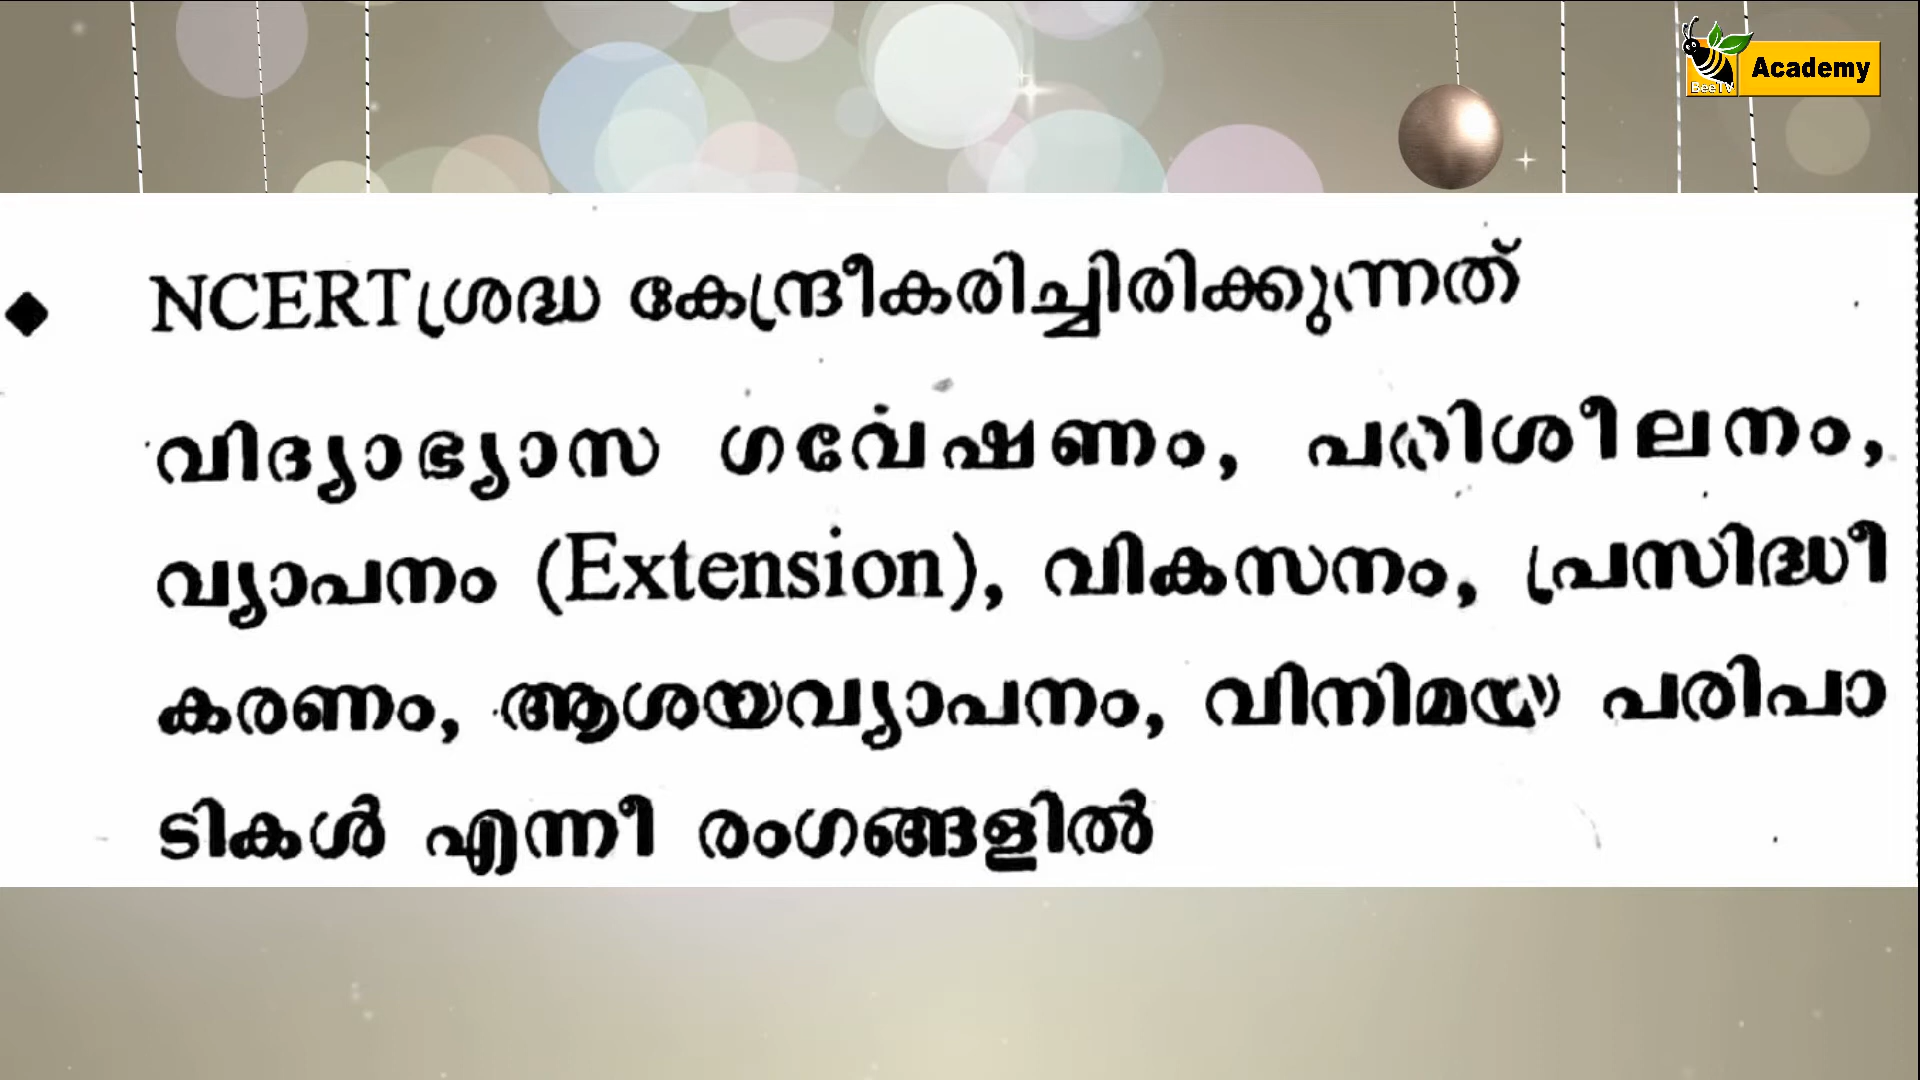 BeeTV Academy
◆ NCERT ശ്രദ്ധ കേന്ദ്രീകരിച്ചിരിക്കുന്നത്
വിദ്യാഭ്യാസ ഗവേഷണം, പരിശീലനം,
വ്യാപനം (Extension), വികസനം, പ്രസിദ്ധീ
കരണം, ആശയവ്യാപനം, വിനിമയ പരിപാ
ടികൾ എന്നീ രംഗങ്ങളിൽ